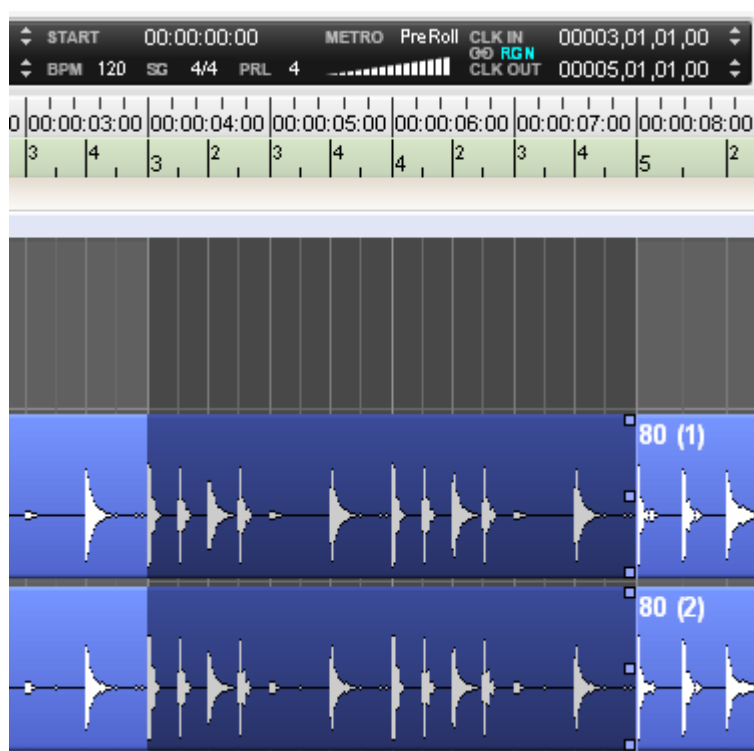 START 00:00:00:00 METRO PreRoll CLK IN 00003,01,01,00
RGN
BPM 120 SG 4/4 PRL 4 CLK OUT 00005,01,01,00
0 00:00:03:00 00:00:04:00 00:00:05:00 00:00:06:00 00:00:07:00 00:00:08:00
3 4 3 2 3 4 4 2 3 4 5 2
80 (1)
80 (2)